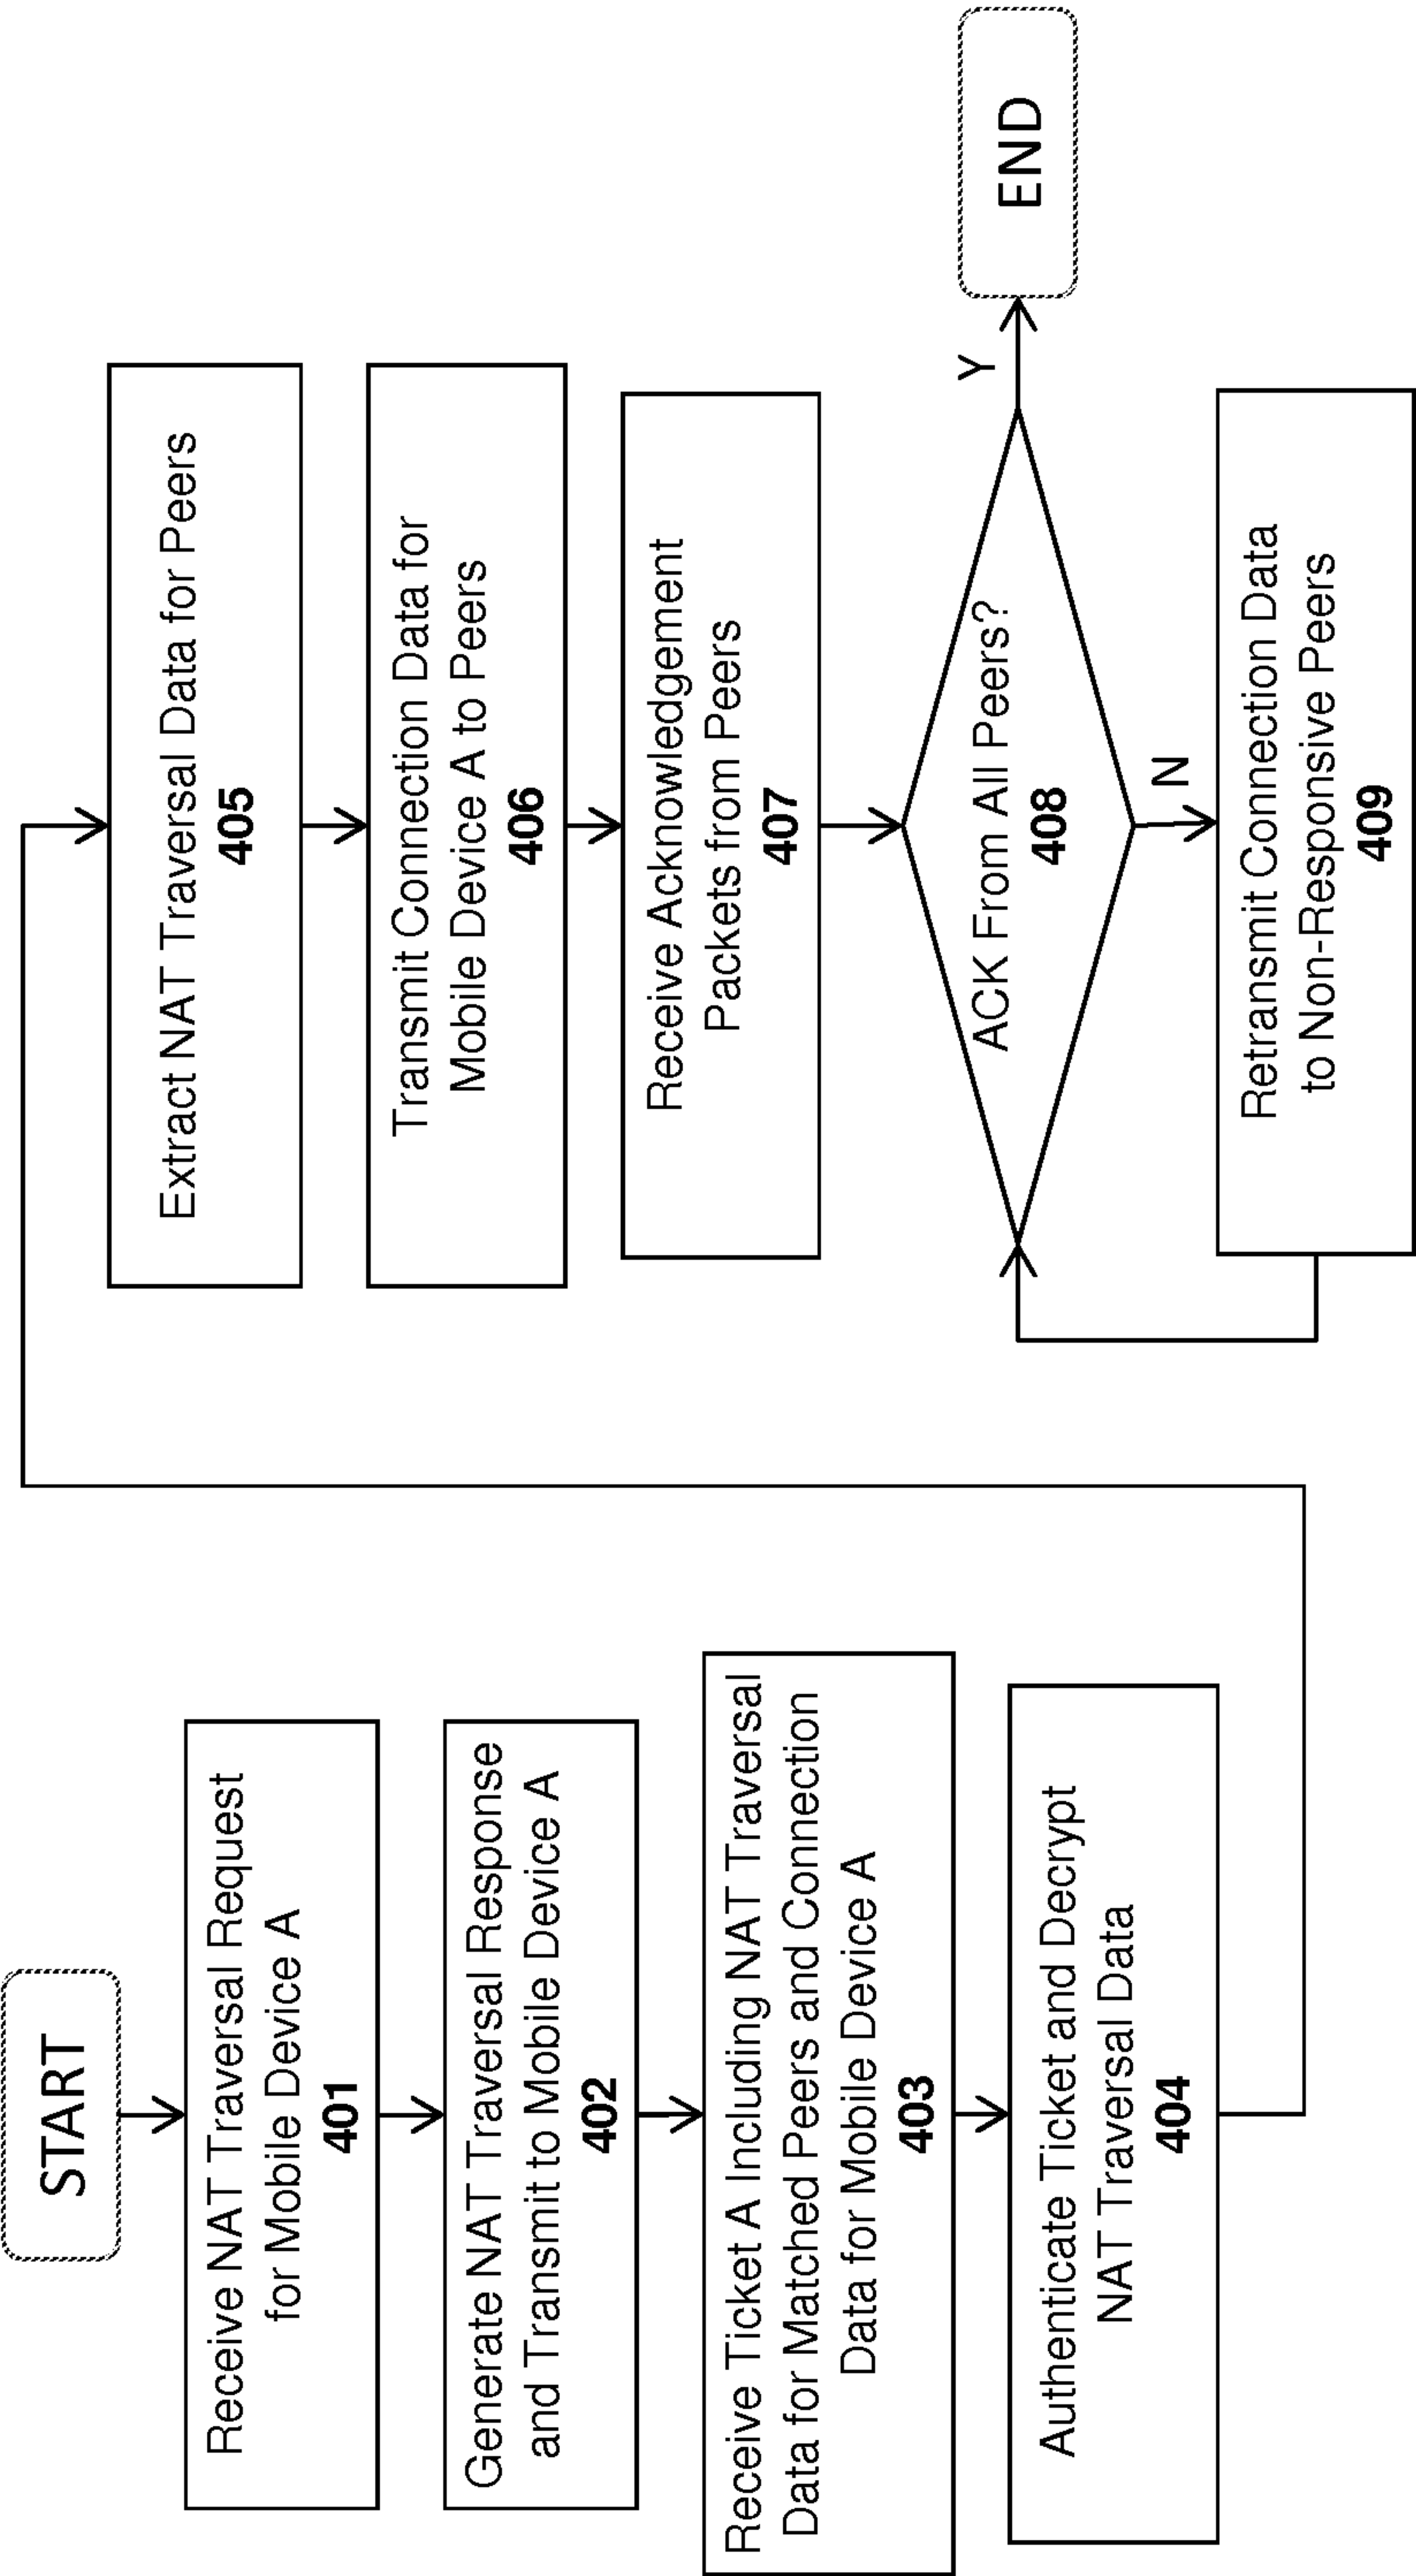 START
Receive NAT Traversal Request
for Mobile Device A
401
Generate NAT Traversal Response
and Transmit to Mobile Device A
402
Receive Ticket A Including NAT Traversal
Data for Matched Peers and Connection
Data for Mobile Device A
403
Authenticate Ticket and Decrypt
NAT Traversal Data
404
Extract NAT Traversal Data for Peers
405
Transmit Connection Data for
Mobile Device A to Peers
406
Receive Acknowledgement
Packets from Peers
407
ACK From All Peers?
408
Y
END
N
Retransmit Connection Data
to Non-Responsive Peers
409